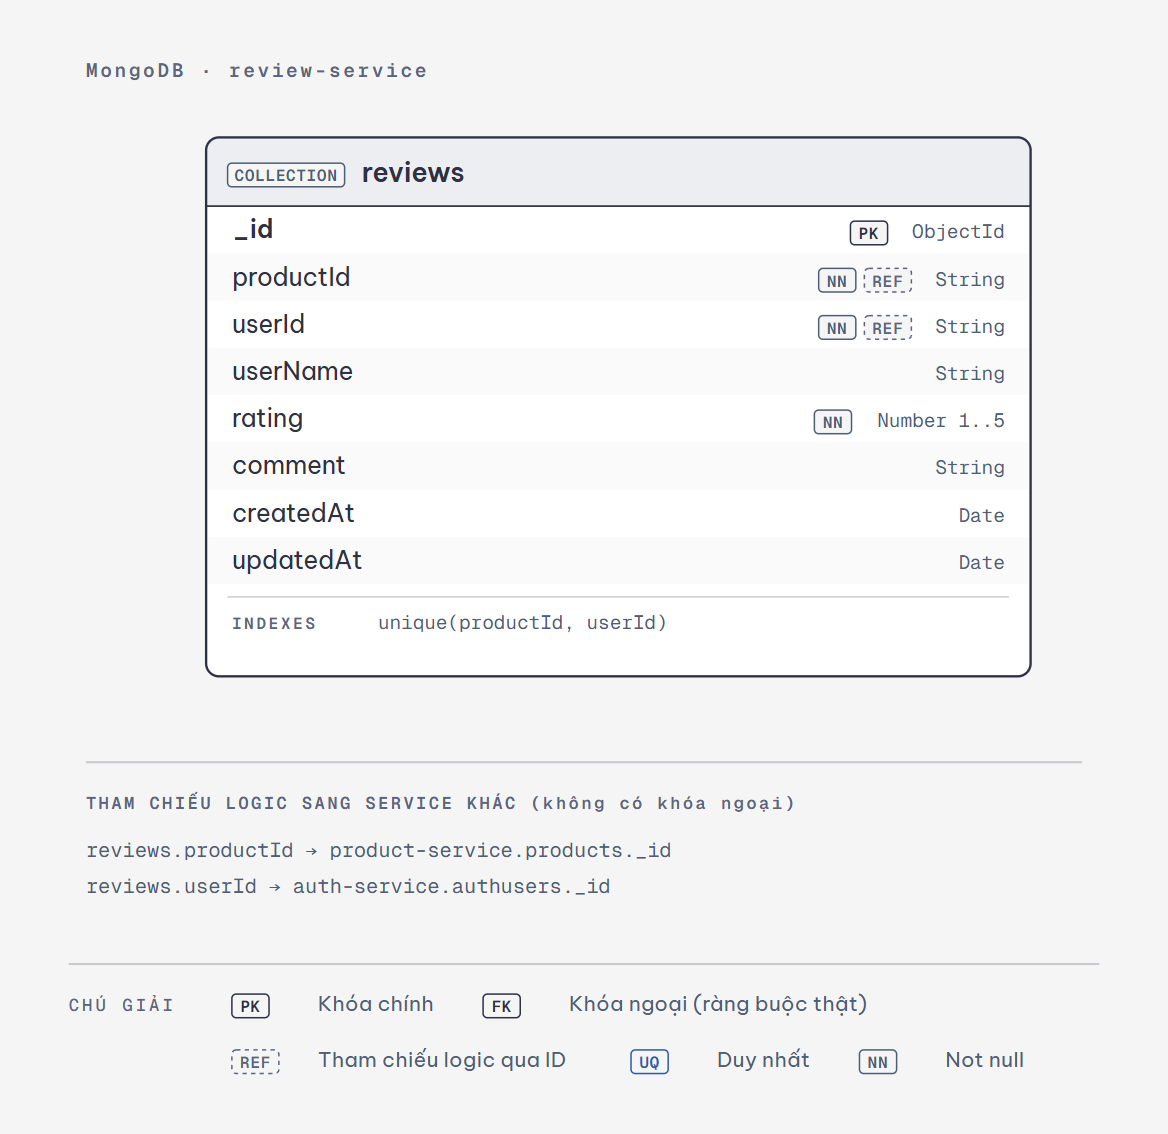 MongoDB · review-service
COLLECTION reviews
_id PK ObjectId
productId NN REF String
userId NN REF String
userName String
rating NN Number 1..5
comment String
createdAt Date
updatedAt Date
INDEXES unique(productId, userId)
THAM CHIẾU LOGIC SANG SERVICE KHÁC (không có khóa ngoại)
reviews.productId → product-service.products._id
reviews.userId → auth-service.authusers._id
CHÚ GIẢI PK Khóa chính FK Khóa ngoại (ràng buộc thật)
REF Tham chiếu logic qua ID UQ Duy nhất NN Not null